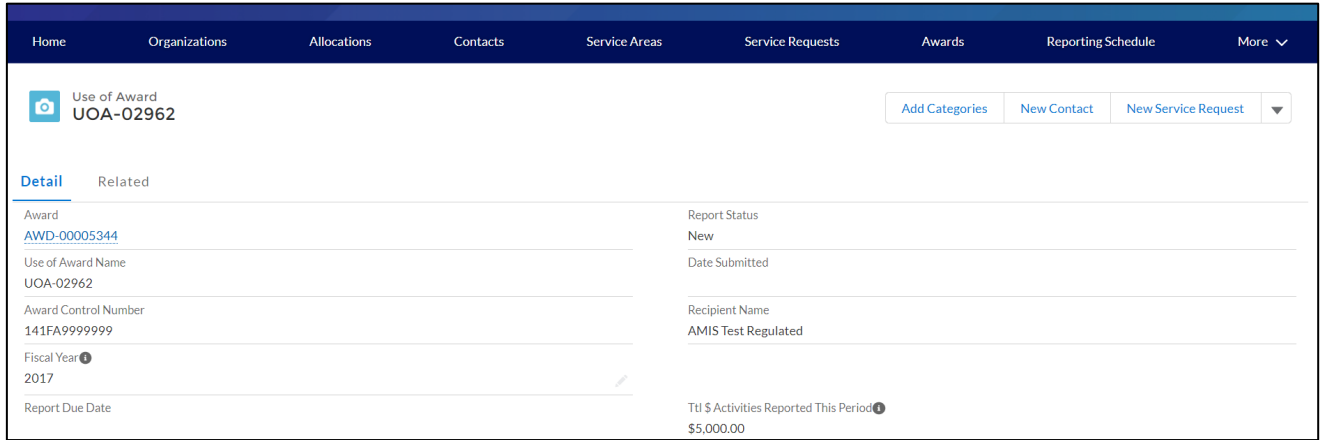 Home Organizations Allocations Contacts Service Areas Service Requests Awards Reporting Schedule More
Use of Award
UOA-02962
Add Categories New Contact New Service Request
Detail Related
Award Report Status
AWD-00005344 New
Use of Award Name Date Submitted
UOA-02962
Award Control Number Recipient Name
141FA9999999 AMIS Test Regulated
Fiscal Year
2017
Report Due Date Ttl $ Activities Reported This Period
$5,000.00